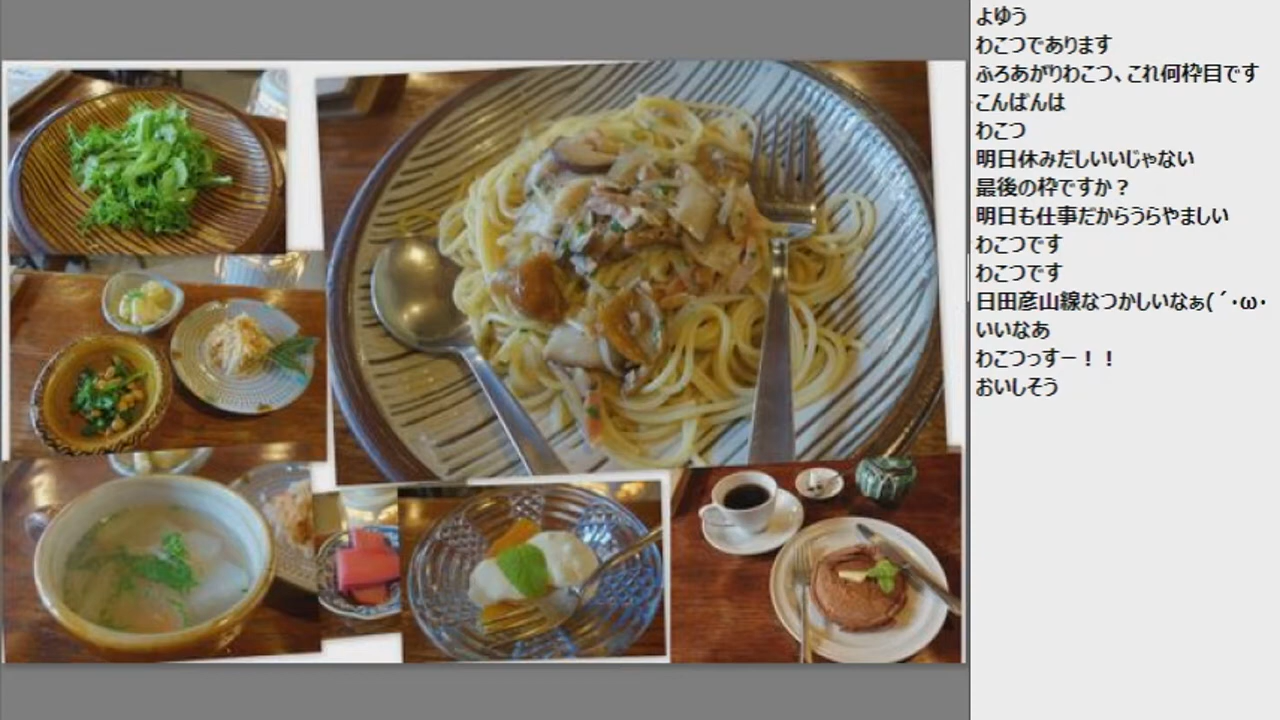 よゆう
わこつであります
ふろあがりわこつ、これ何枠目です
こんばんは
わこつ
明日休みだしいいじゃない
最後の枠ですか？
明日も仕事だからうらやましい
わこつです
わこつです
日田彦山線なつかしいなぁ(´･ω･
いいなあ
わこつっすー！！
おいしそう